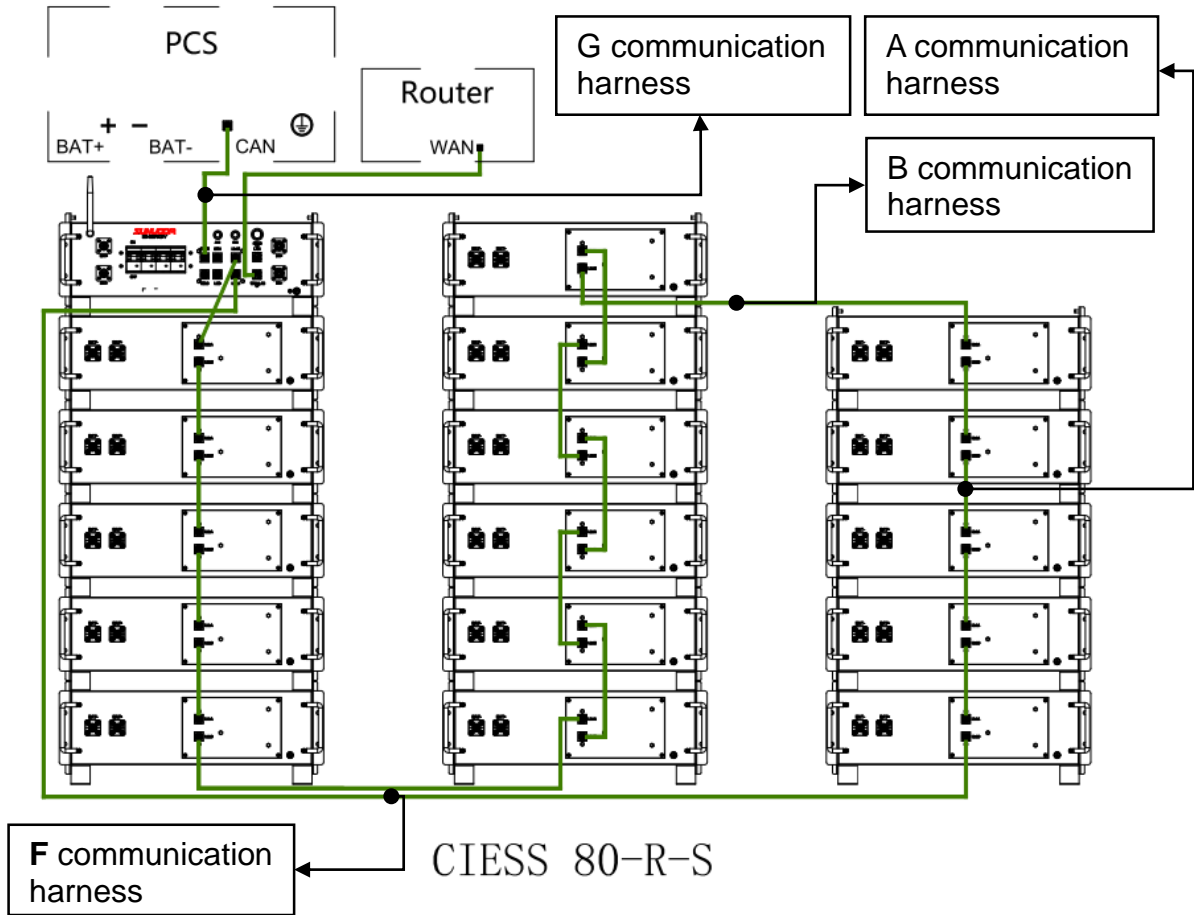 PCS
+ −
BAT+
BAT-
CAN
Router
WAN
G communication
harness
A communication
harness
B communication
harness
F communication
harness
CIESS 80-R-S